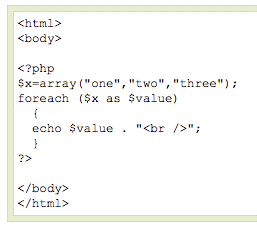 <html>
<body>

<?php
$x=array("one","two","three");
foreach ($x as $value)
  {
  echo $value . "<br />";
  }
?>

</body>
</html>